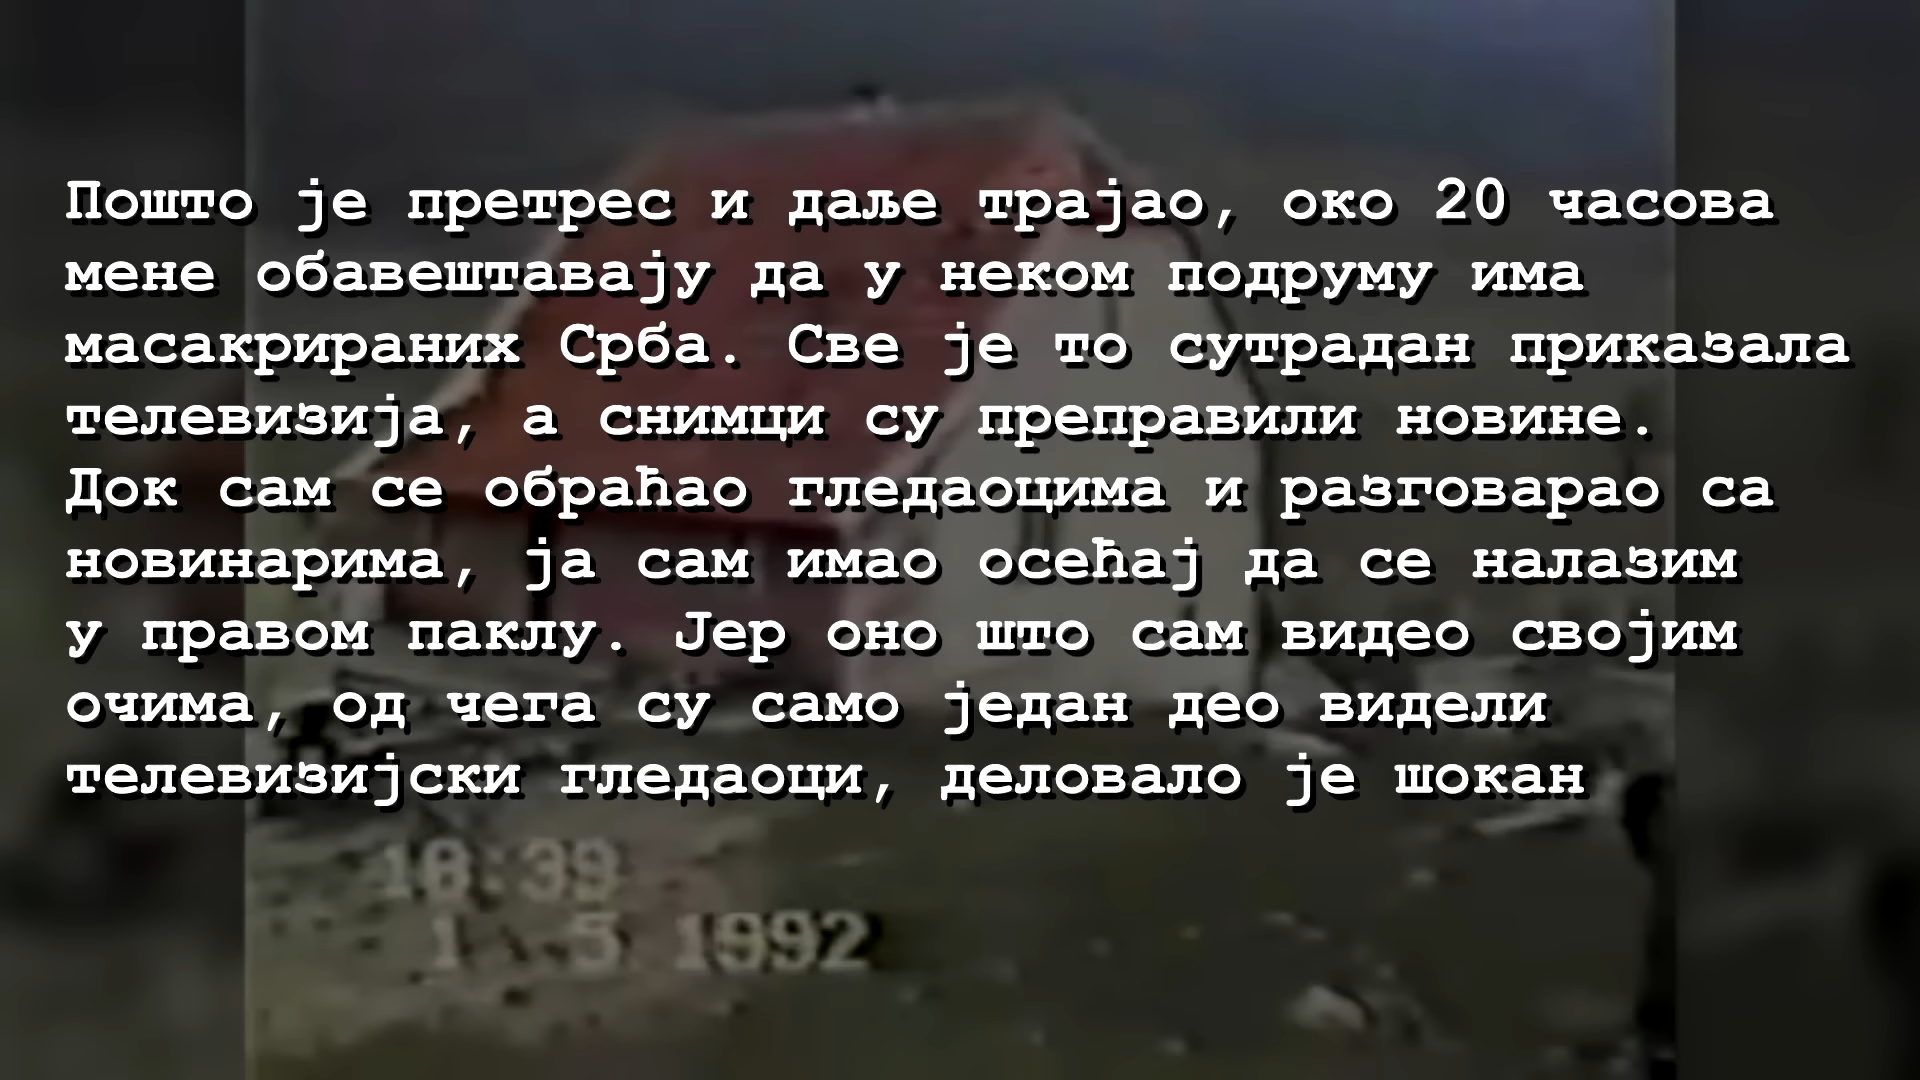 Пошто је претрес и даље трајао, око 20 часова
мене обавештавају да у неком подруму има
масакрираних Срба. Све је то сутрадан приказала
телевизија, а снимци су преправили новине.
Док сам се обраћао гледаоцима и разговарао са
новинарима, ја сам имао осећај да се налазим
у правом паклу. Јер оно што сам видео својим
очима, од чега су само један део видели
телевизијски гледаоци, деловало је шокан
18:39
1. 5 1992